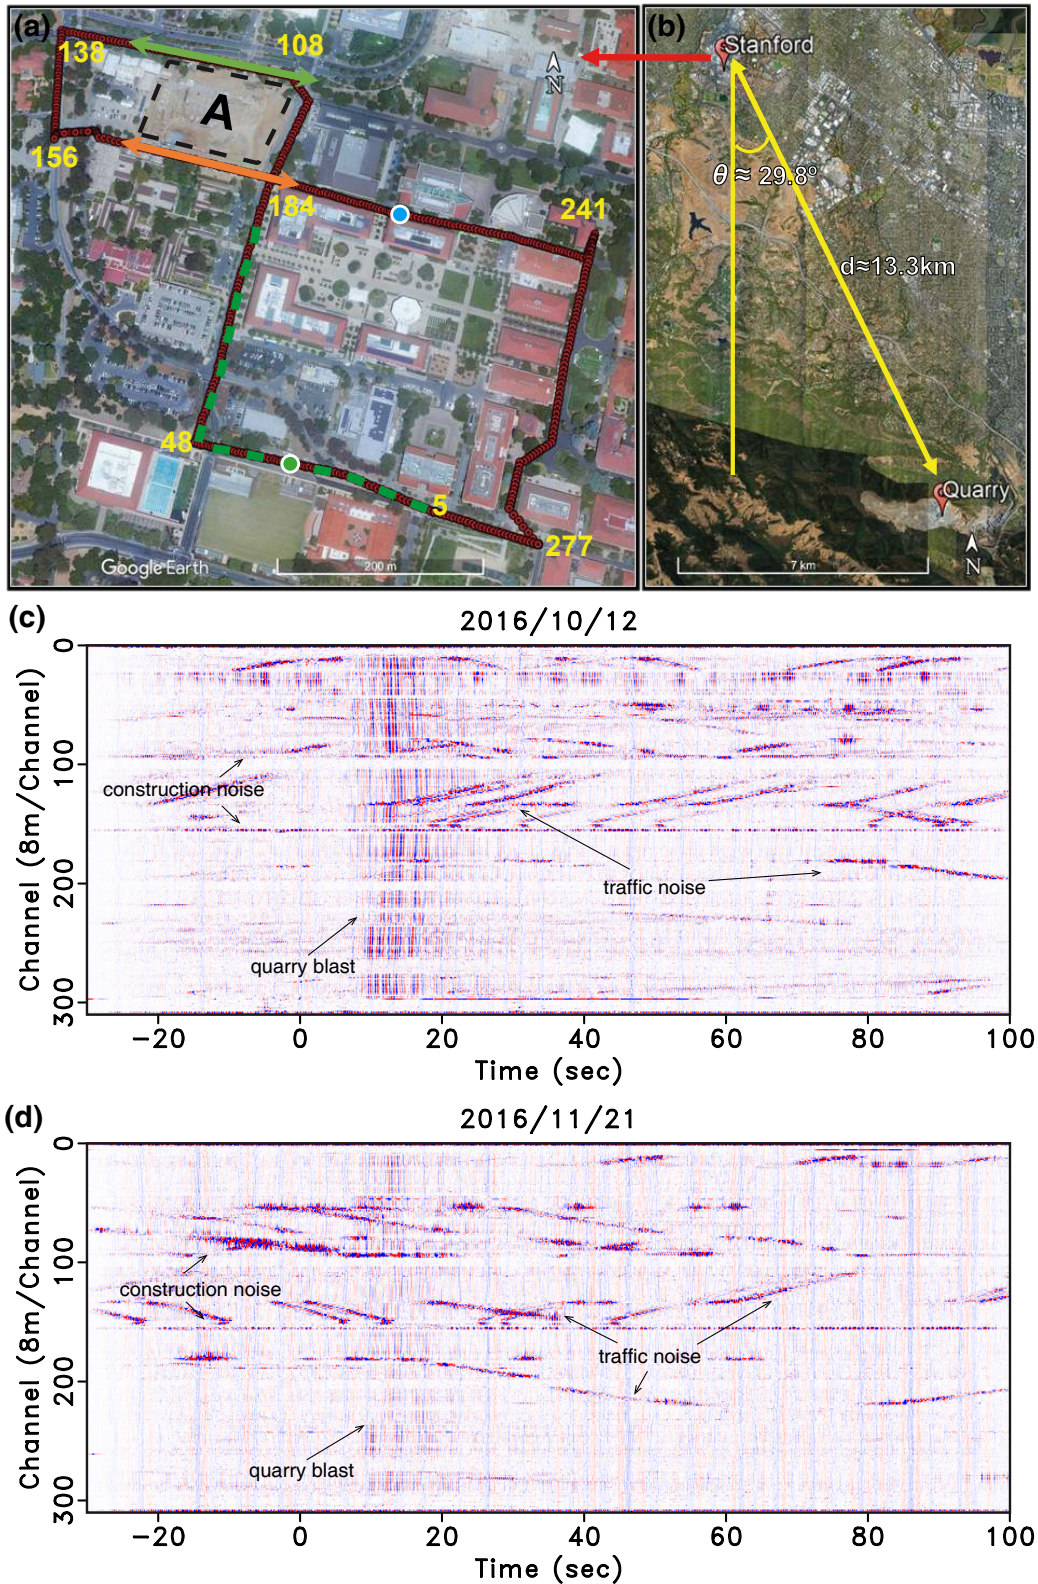 (a)
138
108
N
A
156
184
241
48
5
277
Google Earth
200 m
(b)
Stanford
θ ≈ 29.8º
d≈13.3km
Quarry
7 km
N
(c)
2016/10/12
Channel (8m/Channel)
0
100
200
300
construction noise
traffic noise
quarry blast
−20 0 20 40 60 80 100
Time (sec)
(d)
2016/11/21
Channel (8m/Channel)
0
100
200
300
construction noise
traffic noise
quarry blast
−20 0 20 40 60 80 100
Time (sec)